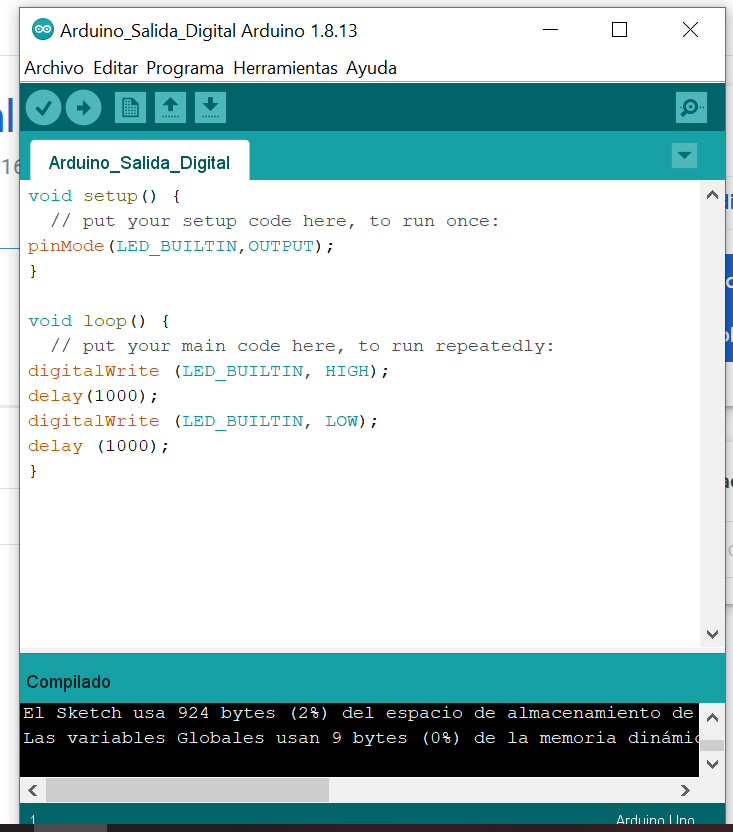 Arduino_Salida_Digital Arduino 1.8.13
Archivo Editar Programa Herramientas Ayuda
Arduino_Salida_Digital
void setup() {
  // put your setup code here, to run once:
pinMode(LED_BUILTIN,OUTPUT);
}
void loop() {
  // put your main code here, to run repeatedly:
digitalWrite (LED_BUILTIN, HIGH);
delay(1000);
digitalWrite (LED_BUILTIN, LOW);
delay (1000);
}
Compilado
El Sketch usa 924 bytes (2%) del espacio de almacenamiento de
Las variables Globales usan 9 bytes (0%) de la memoria
1
Arduino Uno